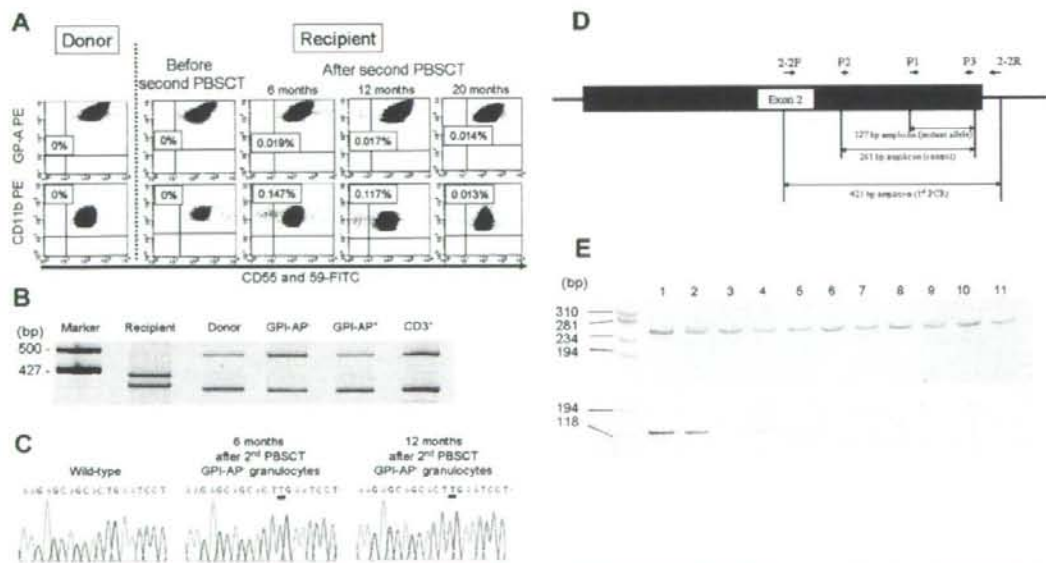 A
Donor
Recipient
Before
second PBSCT
After second PBSCT
6 months
12 months
20 months
GP-A PE
0%
0%
0.019%
0.017%
0.014%
CD11b PE
0%
0%
0.147%
0.117%
0.013%
CD55 and 59-FITC
B
(bp)
Marker
Recipient
Donor
GPI-AP-
GPI-AP+
CD3+
500 -
427 -
C
Wild-type
6 months
after 2nd PBSCT
GPI-AP- granulocytes
12 months
after 2nd PBSCT
GPI-AP- granulocytes
D
2-2F
P2
P1
P3
2-2R
Exon 2
127 bp amplicon (mutant allele)
261 bp amplicon (control)
421 bp amplicon (1st PCR)
E
(bp)
1 2 3 4 5 6 7 8 9 10 11
310
281
234
194
194
118